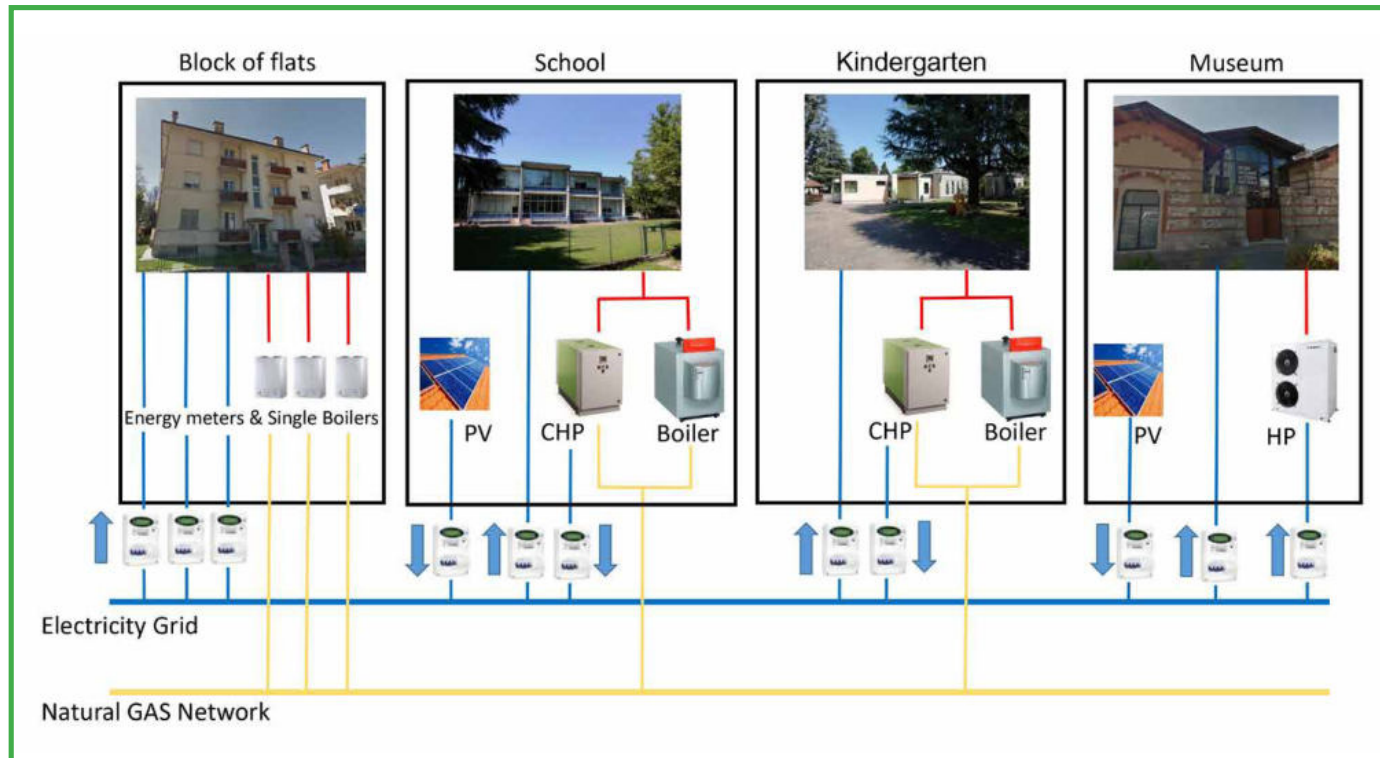 Block of flats
School
Kindergarten
Museum
Energy meters & Single Boilers
PV
CHP
Boiler
CHP
Boiler
PV
HP
Electricity Grid
Natural GAS Network